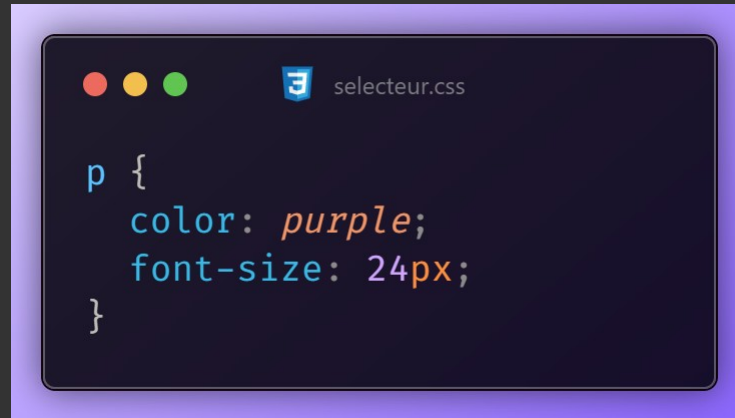 selecteur.css
p {
  color: purple;
  font-size: 24px;
}